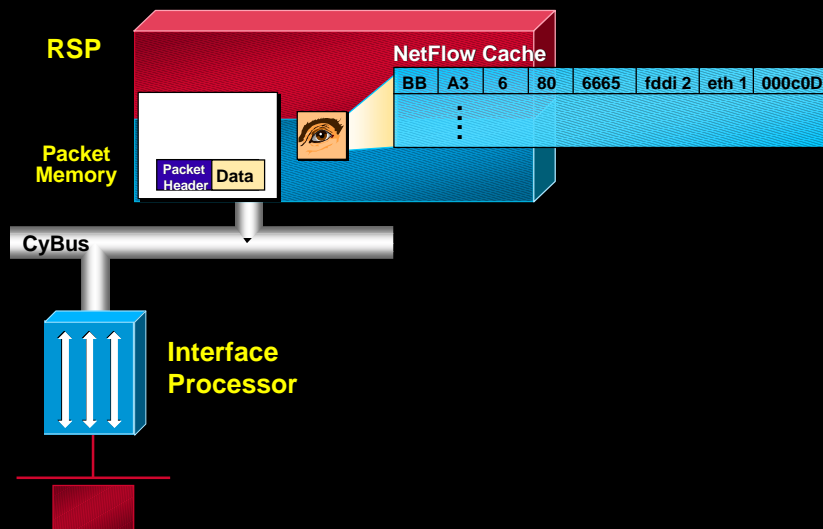 RSP
NetFlow Cache
BB A3 6 80 6665 fddi 2 eth 1 000c0D
Packet
Memory
Packet
Header
Data
CyBus
Interface
Processor